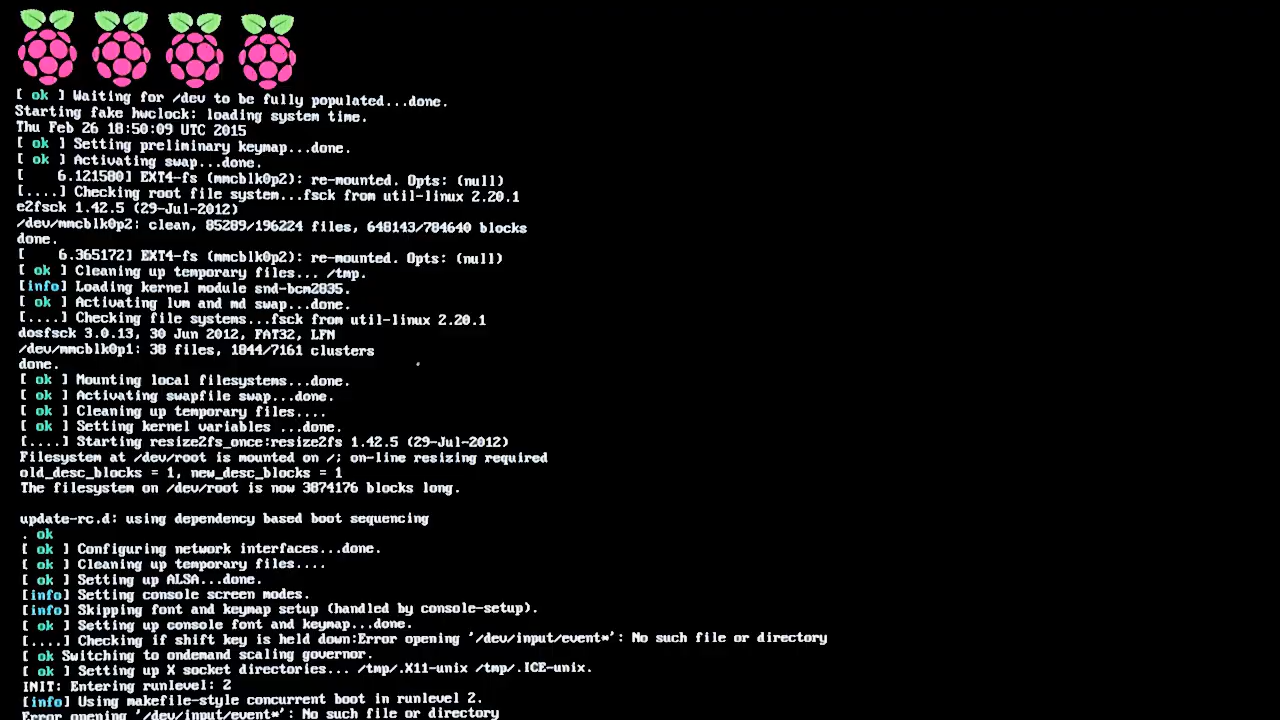 [ ok ] Waiting for /dev to be fully populated...done.
Starting fake hwclock: loading system time.
Thu Feb 26 18:50:09 UTC 2015
[ ok ] Setting preliminary keymap...done.
[ ok ] Activating swap...done.
[    6.121580] EXT4-fs (mmcblk0p2): re-mounted. Opts: (null)
[....] Checking root file system...fsck from util-linux 2.20.1
e2fsck 1.42.5 (29-Jul-2012)
/dev/mmcblk0p2: clean, 85289/196224 files, 648143/784640 blocks
done.
[    6.365172] EXT4-fs (mmcblk0p2): re-mounted. Opts: (null)
[ ok ] Cleaning up temporary files... /tmp.
[info] Loading kernel module snd-bcm2835.
[ ok ] Activating lvm and md swap...done.
[....] Checking file systems...fsck from util-linux 2.20.1
dosfsck 3.0.13, 30 Jun 2012, FAT32, LFN
/dev/mmcblk0p1: 38 files, 1844/7161 clusters
done.
[ ok ] Mounting local filesystems...done.
[ ok ] Activating swapfile swap...done.
[ ok ] Cleaning up temporary files....
[ ok ] Setting kernel variables ...done.
[....] Starting resize2fs_once:resize2fs 1.42.5 (29-Jul-2012)
Filesystem at /dev/root is mounted on /; on-line resizing required
old_desc_blocks = 1, new_desc_blocks = 1
The filesystem on /dev/root is now 3874176 blocks long.
update-rc.d: using dependency based boot sequencing
. ok
[ ok ] Configuring network interfaces...done.
[ ok ] Cleaning up temporary files....
[ ok ] Setting up ALSA...done.
[info] Setting console screen modes.
[info] Skipping font and keymap setup (handled by console-setup).
[ ok ] Setting up console font and keymap...done.
[....] Checking if shift key is held down:Error opening '/dev/input/event*': No such file or directory
[ ok Switching to ondemand scaling governor.
[ ok ] Setting up X socket directories... /tmp/.X11-unix /tmp/.ICE-unix.
INIT: Entering runlevel: 2
[info] Using makefile-style concurrent boot in runlevel 2.
Error opening '/dev/input/event*': No such file or directory